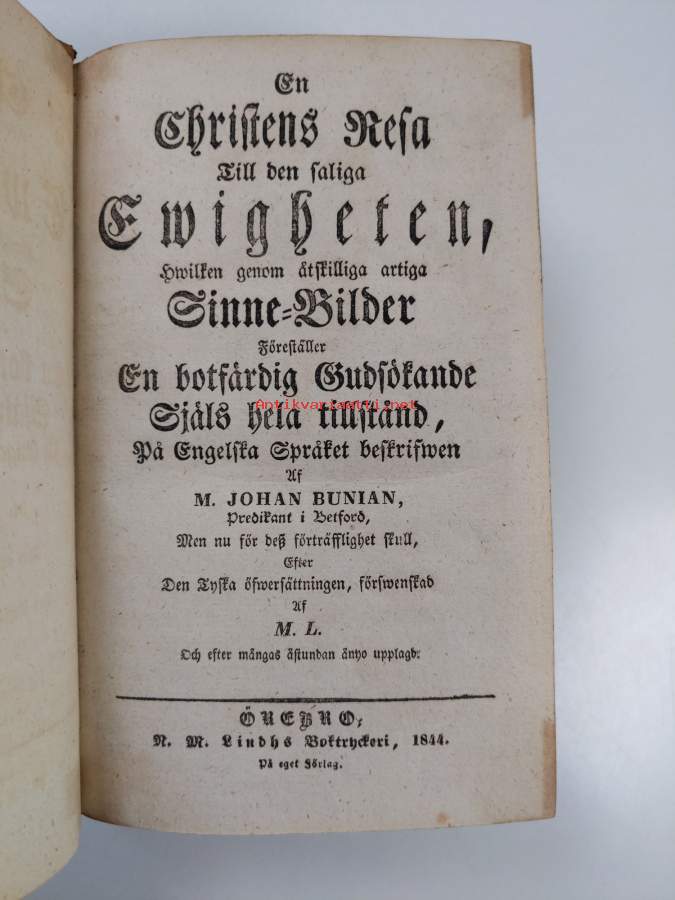 En
Christens Resa
Till den saliga
Ewigheten,
Hwilken genom åtskilliga artiga
Sinne-Bilder
Föreställer
En botfärdig Gudsökande
Antikvariaatti.net
Själs hela tillstånd,
På Engelska Språket beskrifwen
Af
M. JOHAN BUNIAN,
Predikant i Betford,
Men nu för deß förträfflighet skull,
Efter
Den Tyska öfwersättningen, förswenskad
Af
M. L.
Och efter mångas åstundan ånyo upplagd.
ÖREBRO,
N. M. Lindhs Boktryckeri, 1844.
På eget Förlag.